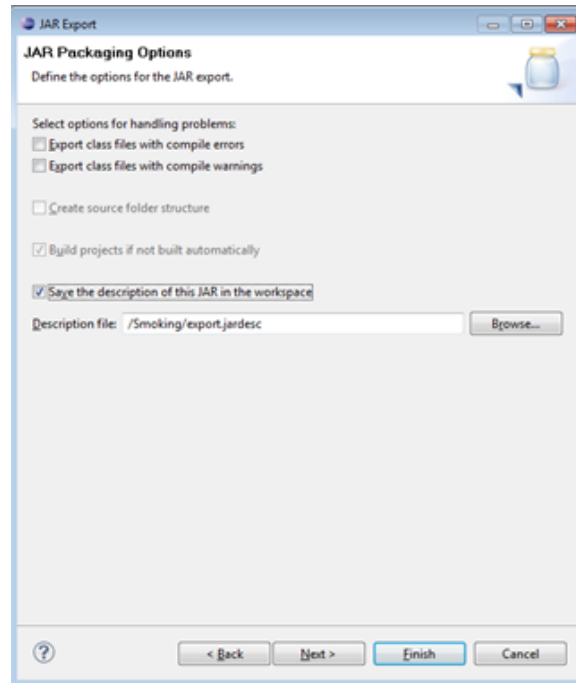 JAR Export
JAR Packaging Options
Define the options for the JAR export.
Select options for handling problems:
Export class files with compile errors
Export class files with compile warnings
Create source folder structure
Build projects if not built automatically
Save the description of this JAR in the workspace
Description file: /Smoking/export.jardesc Browse...
? < Back Next > Finish Cancel